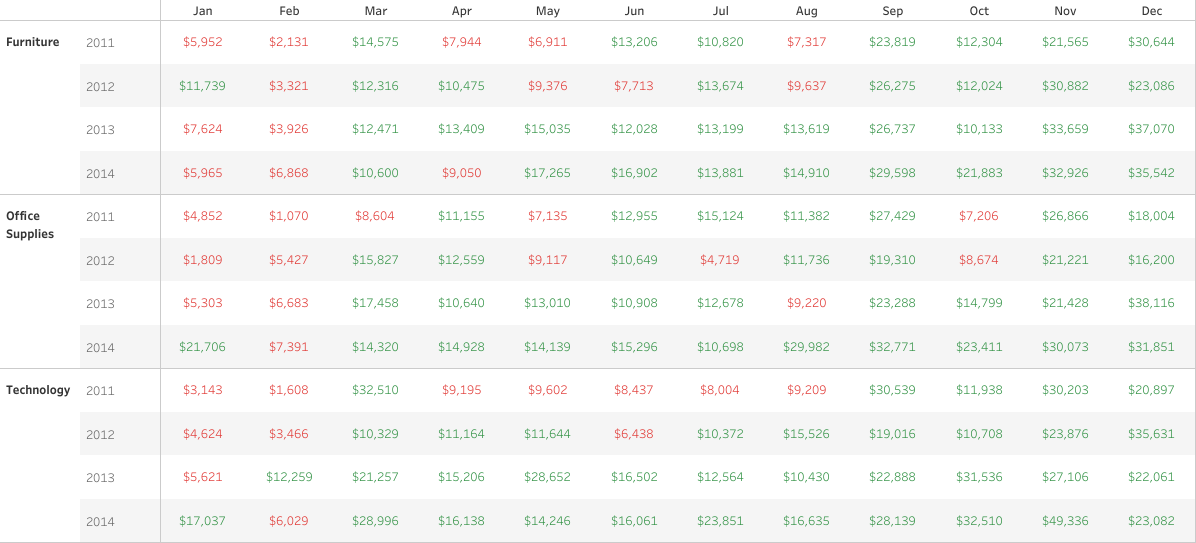 Jan Feb Mar Apr May Jun Jul Aug Sep Oct Nov Dec
Furniture 2011 $5,952 $2,131 $14,575 $7,944 $6,911 $13,206 $10,820 $7,317 $23,819 $12,304 $21,565 $30,644
2012 $11,739 $3,321 $12,316 $10,475 $9,376 $7,713 $13,674 $9,637 $26,275 $12,024 $30,882 $23,086
2013 $7,624 $3,926 $12,471 $13,409 $15,035 $12,028 $13,199 $13,619 $26,737 $10,133 $33,659 $37,070
2014 $5,965 $6,868 $10,600 $9,050 $17,265 $16,902 $13,881 $14,910 $29,598 $21,883 $32,926 $35,542
Office 2011 $4,852 $1,070 $8,604 $11,155 $7,135 $12,955 $15,124 $11,382 $27,429 $7,206 $26,866 $18,004
Supplies
2012 $1,809 $5,427 $15,827 $12,559 $9,117 $10,649 $4,719 $11,736 $19,310 $8,674 $21,221 $16,200
2013 $5,303 $6,683 $17,458 $10,640 $13,010 $10,908 $12,678 $9,220 $23,288 $14,799 $21,428 $38,116
2014 $21,706 $7,391 $14,320 $14,928 $14,139 $15,296 $10,698 $29,982 $32,771 $23,411 $30,073 $31,851
Technology 2011 $3,143 $1,608 $32,510 $9,195 $9,602 $8,437 $8,004 $9,209 $30,539 $11,938 $30,203 $20,897
2012 $4,624 $3,466 $10,329 $11,164 $11,644 $6,438 $10,372 $15,526 $19,016 $10,708 $23,876 $35,631
2013 $5,621 $12,259 $21,257 $15,206 $28,652 $16,502 $12,564 $10,430 $22,888 $31,536 $27,106 $22,061
2014 $17,037 $6,029 $28,996 $16,138 $14,246 $16,061 $23,851 $16,635 $28,139 $32,510 $49,336 $23,082